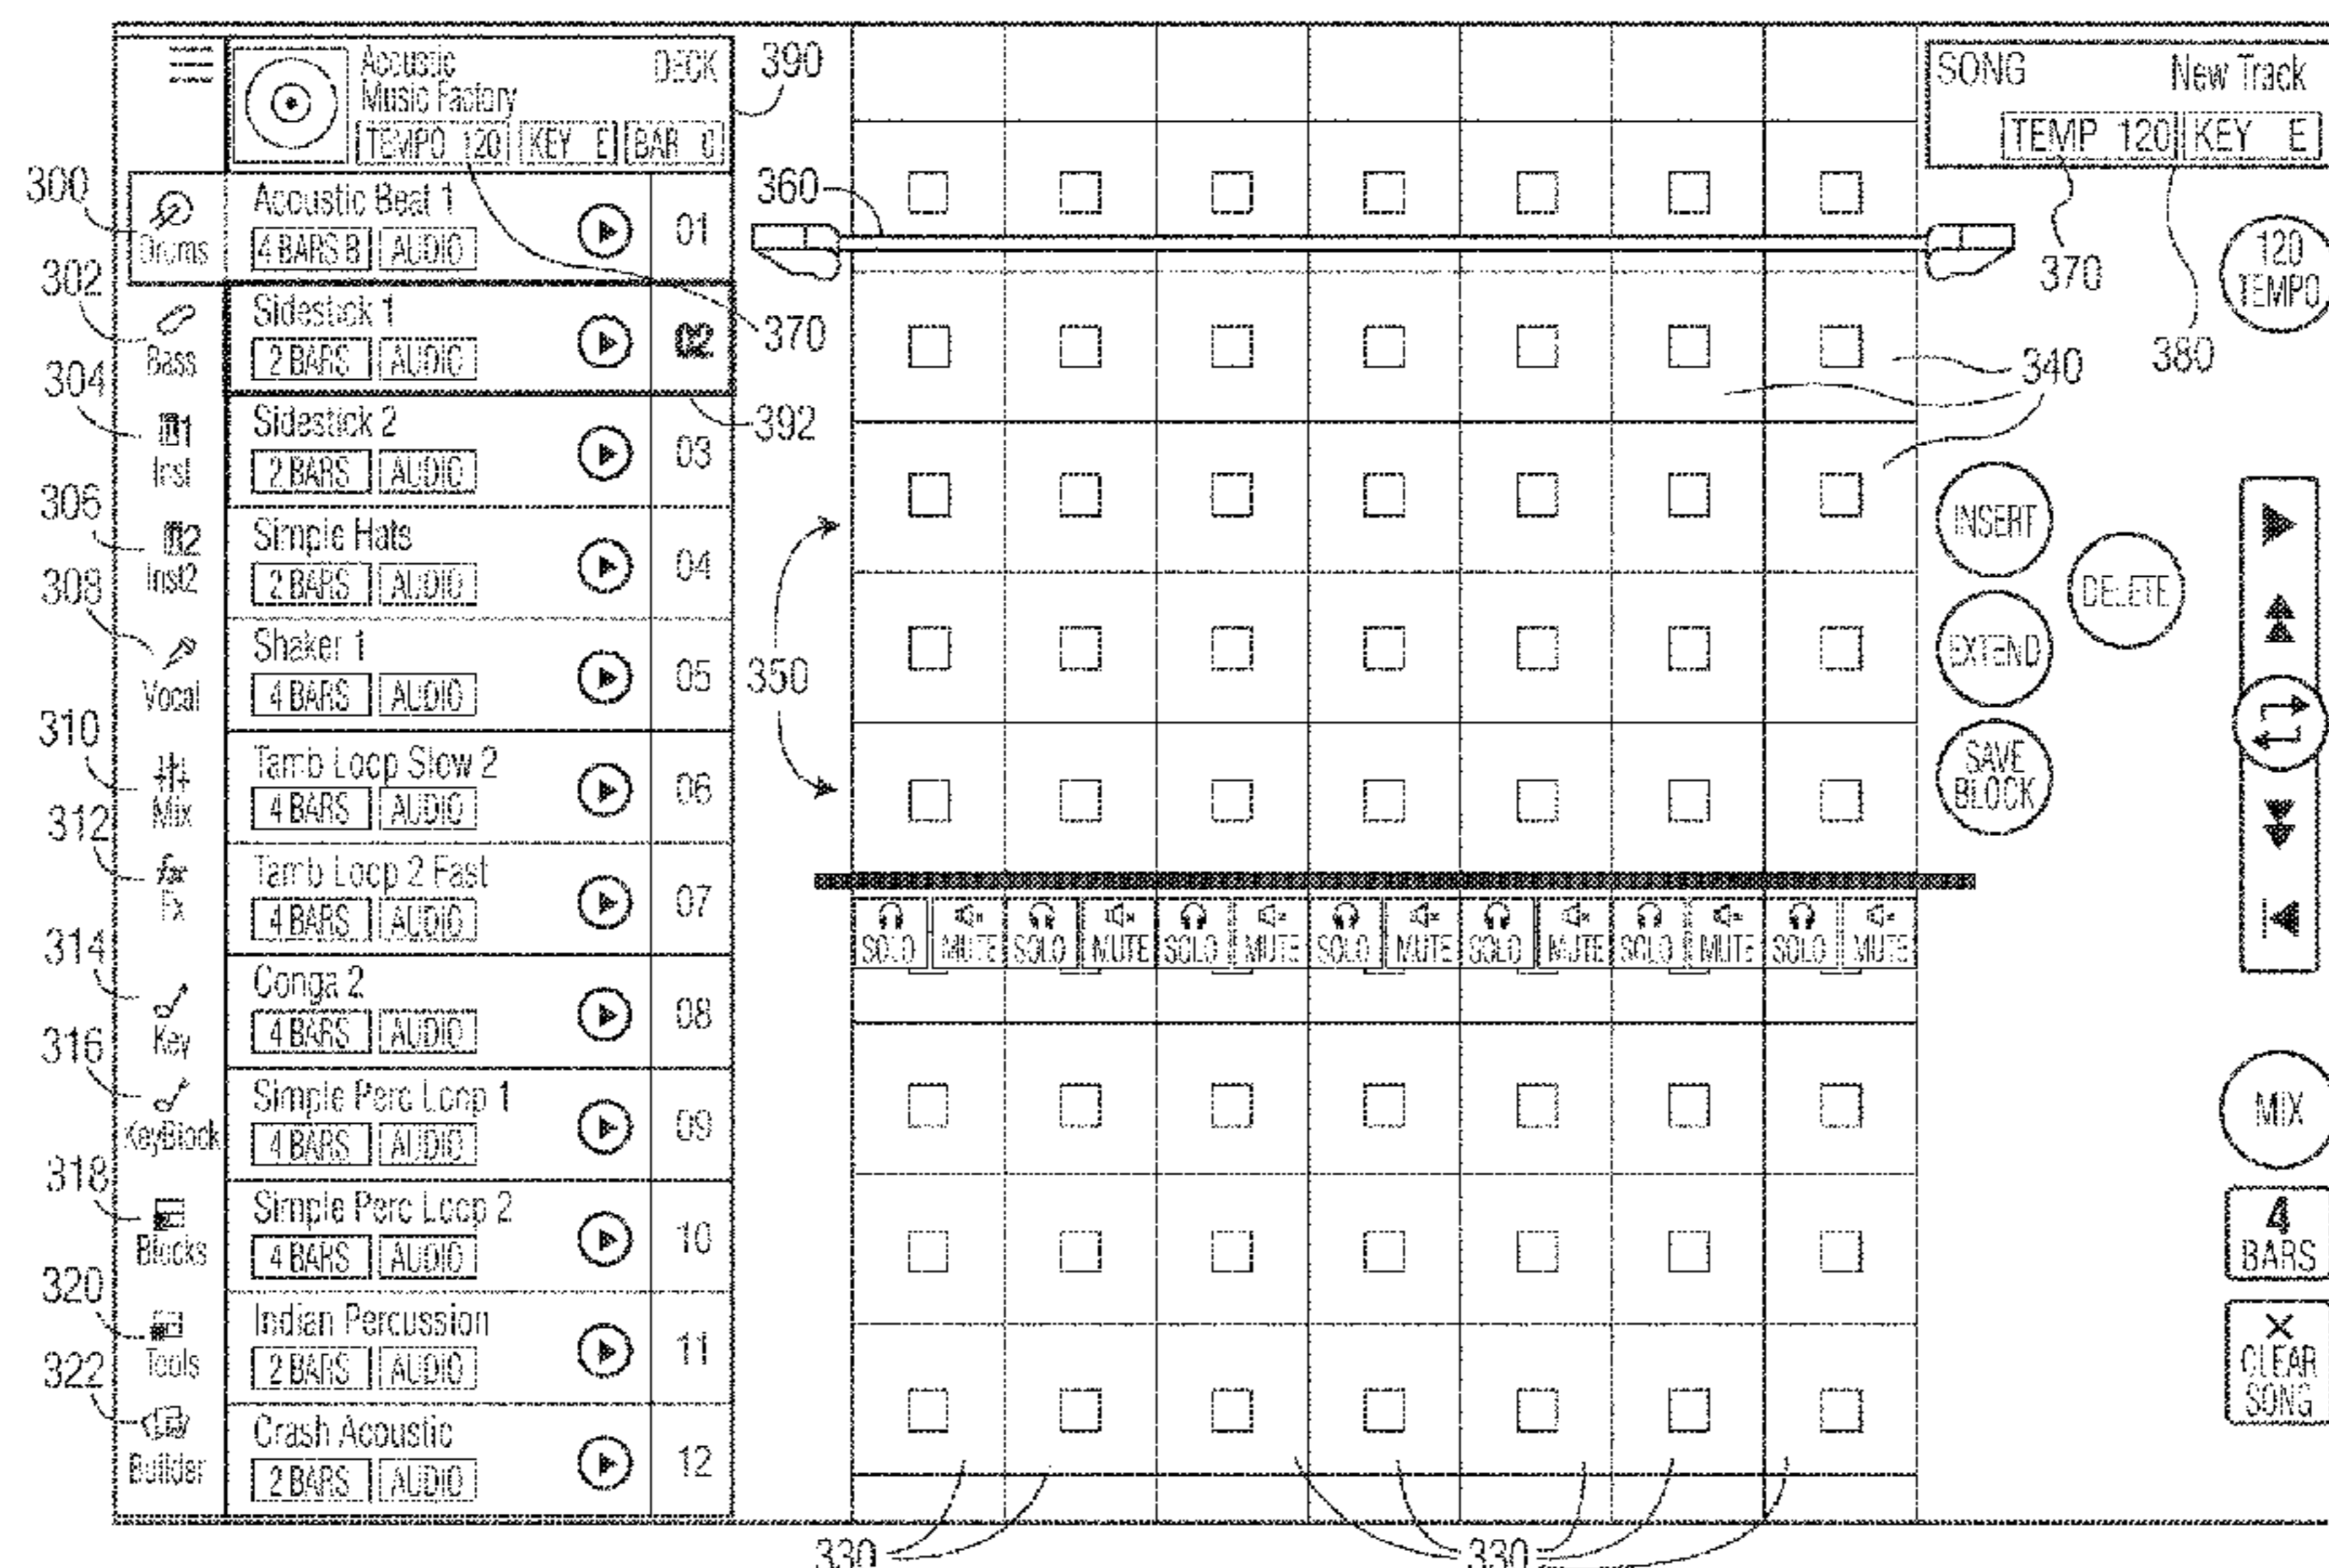 Acoustic
Music Factory
DECK
TEMPO 120 KEY E BAR 0
390
SONG New Track
TEMP 120 KEY E
300
Drums
Acoustic Beat 1
4 BARS B AUDIO
01
360
370
380
120
TEMPO
302
Bass
Sidestick 1
2 BARS AUDIO
02
370
340
304
Inst
Sidestick 2
2 BARS AUDIO
03
392
INSERT
306
Inst2
Simple Hats
2 BARS AUDIO
04
DELETE
308
Vocal
Shaker 1
4 BARS AUDIO
05
350
EXTEND
310
Mix
Tamb Loop Slow 2
4 BARS AUDIO
06
SAVE
BLOCK
312
fx
Fx
Tamb Loop 2 Fast
4 BARS AUDIO
07
SOLO MUTE SOLO MUTE SOLO MUTE SOLO MUTE SOLO MUTE SOLO MUTE SOLO MUTE
314
Key
Conga 2
4 BARS AUDIO
08
316
KeyBlock
Simple Perc Loop 1
4 BARS AUDIO
09
MIX
318
Blocks
Simple Perc Loop 2
4 BARS AUDIO
10
4
BARS
320
Tools
Indian Percussion
2 BARS AUDIO
11
X
CLEAR
SONG
322
Builder
Crash Acoustic
2 BARS AUDIO
12
330
330